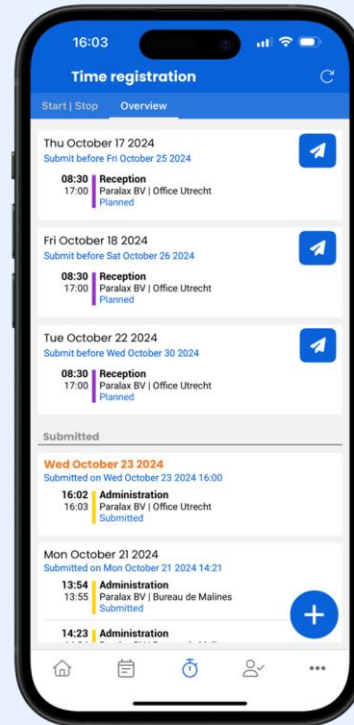 16:03
Time registration
Start | Stop Overview
Thu October 17 2024
Submit before Fri October 25 2024
08:30 Reception
17:00 Paralax BV | Office Utrecht
Planned
Fri October 18 2024
Submit before Sat October 26 2024
08:30 Reception
17:00 Paralax BV | Office Utrecht
Planned
Tue October 22 2024
Submit before Wed October 30 2024
08:30 Reception
17:00 Paralax BV | Office Utrecht
Planned
Submitted
Wed October 23 2024
Submitted on Wed October 23 2024 16:00
16:02 Administration
16:03 Paralax BV | Office Utrecht
Submitted
Mon October 21 2024
Submitted on Mon October 21 2024 14:21
13:54 Administration
13:55 Paralax BV | Bureau de Malines
Submitted
14:23 Administration